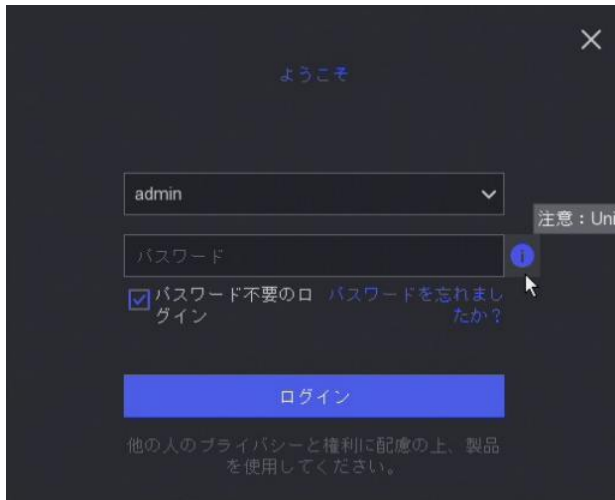 ようこそ
admin
注意：Uni
パスワード
パスワード不要のロ
グイン
パスワードを忘れまし
たか？
ログイン
他の人のプライバシーと権利に配慮の上、製品
を使用してください。